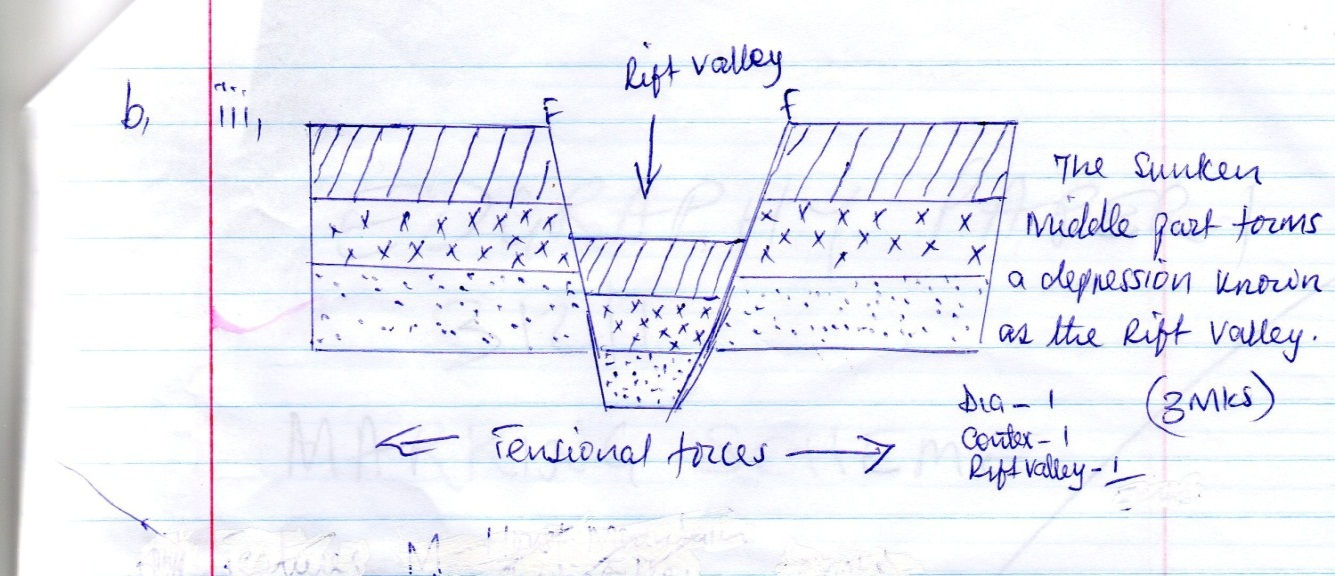 Rift valley
b, iii,
F F
The Sunken
Middle part forms
a depression known
as the Rift Valley.
Dia - 1 (3Mks)
Contex - 1
Rift valley - 1
Tensional forces